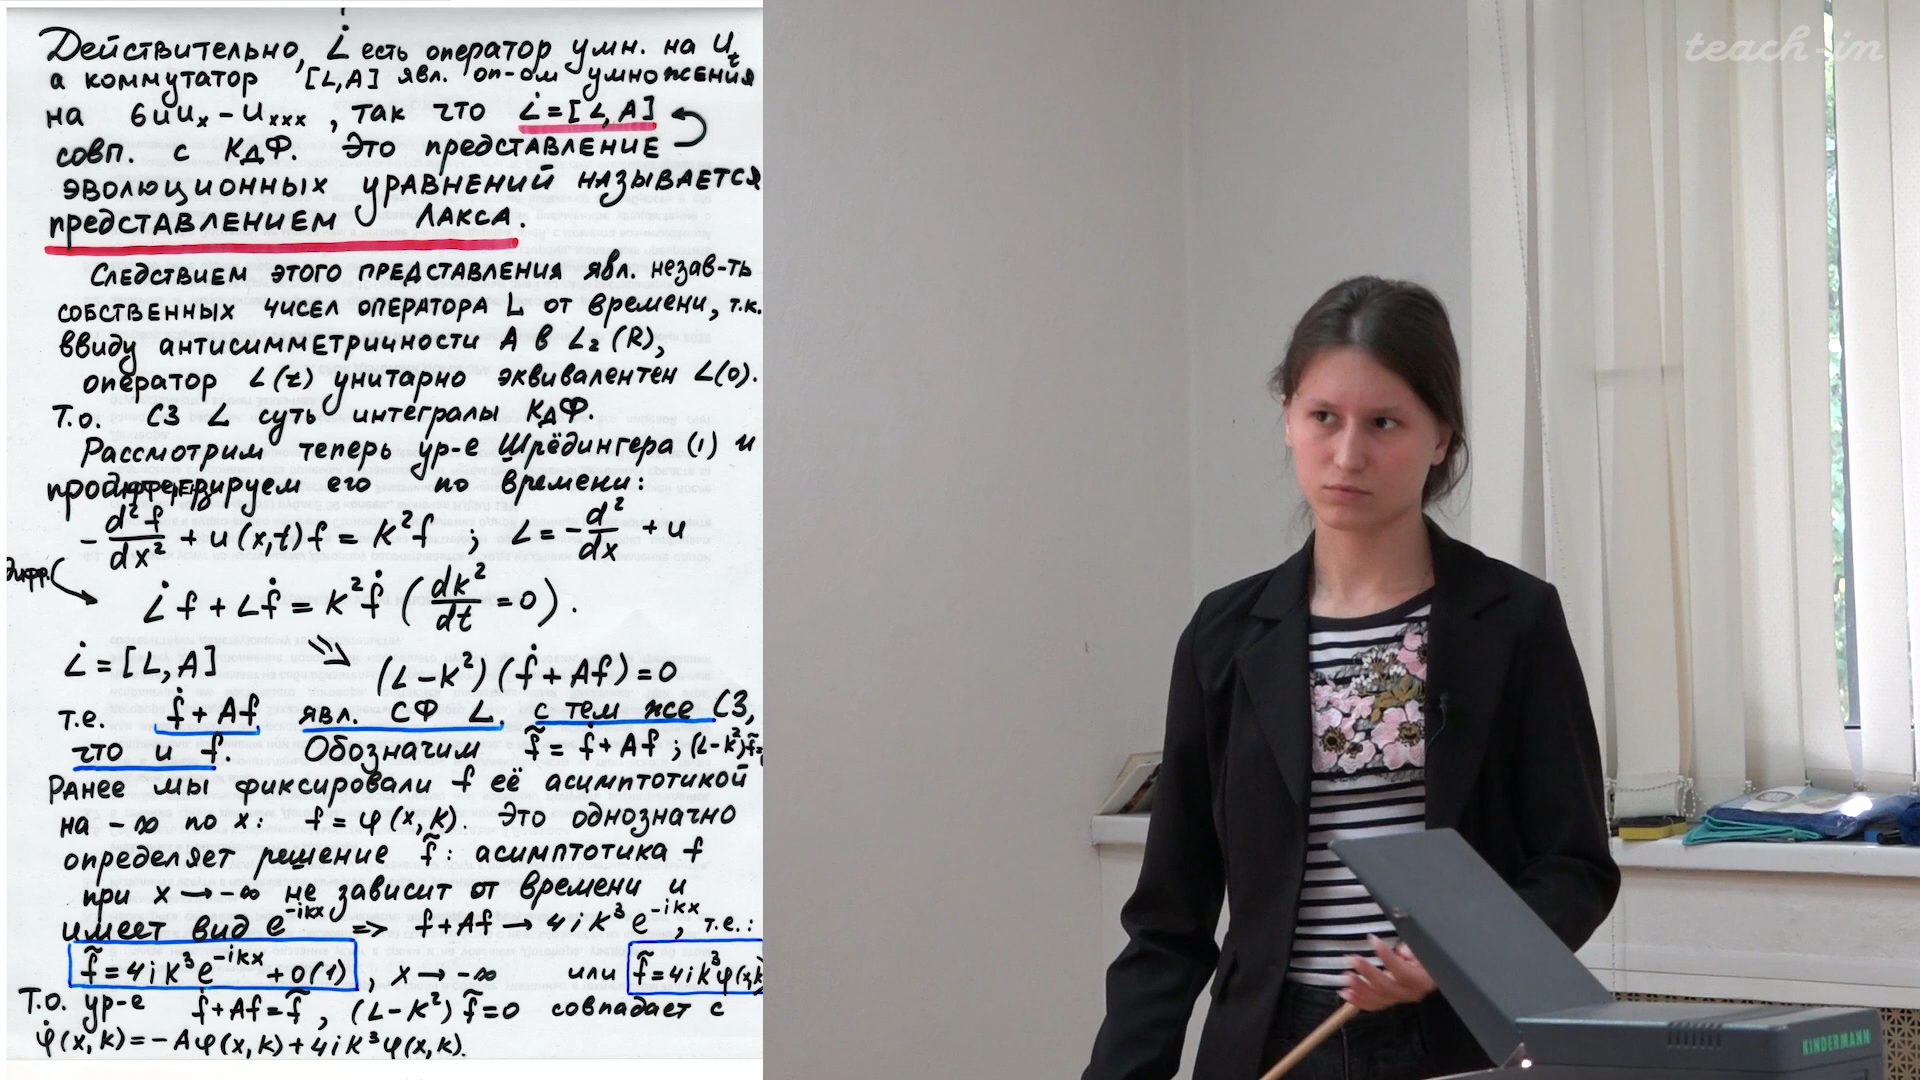 Действительно, L̇ есть оператор умн. на u_t
а коммутатор [L,A] явл. оп-ом умножения
на 6uu_x - u_xxx, так что L̇=[L,A]
совп. с КдФ. Это представление
эволюционных уравнений называется
представлением Лакса.
Следствием этого представления явл. незав-ть
собственных чисел оператора L от времени, т.к.
ввиду антисимметричности A в L₂(R),
оператор L(t) унитарно эквивалентен L(0).
Т.о. СЗ L суть интегралы КдФ.
Рассмотрим теперь ур-е Шрёдингера (1) и
его по времени:
- d²f/dx² + u(x,t)f = k²f ; L = - d²/dx + u
дифф.
L̇f + Lḟ = k²ḟ (dk²/dt = 0).
L̇ = [L,A] ⇒ (L-k²)(ḟ+Af)=0
т.е. ḟ+Af явл. СФ L с тем же СЗ,
что и f. Обозначим f̃ = ḟ+Af ; (L-k²)f̃=
Ранее мы фиксировали f её асимптотикой
на -∞ по x: f = φ(x,k). Это однозначно
определяет решение f̃: асимптотика f
при x → -∞ не зависит от времени и
имеет вид e^{-ikx} => f+Af → 4ik³e^{-ikx}, т.е.:
f̃=4ik³e^{-ikx}+o(1) , x → -∞ или f̃=4ik³φ(x,k)
Т.о. ур-е ḟ+Af=f̃, (L-k²)f̃=0 совпадает с
φ̇(x,k)=-Aφ(x,k)+4ik³φ(x,k).
teach-in
KINDERMANN